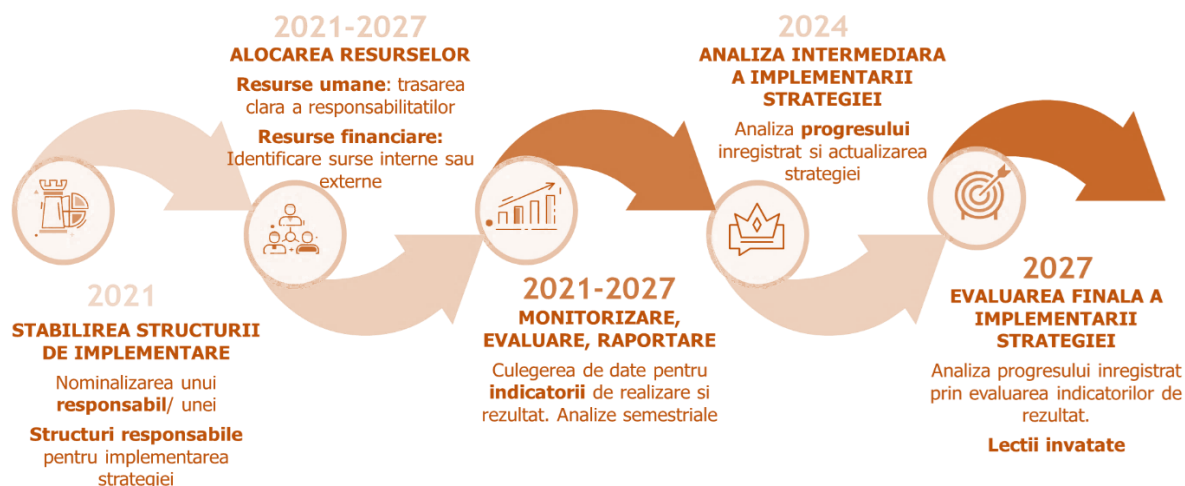 2021
STABILIREA STRUCTURII
DE IMPLEMENTARE
Nominalizarea unui
responsabil/ unei
Structuri responsabile
pentru implementarea
strategiei
2021-2027
ALOCAREA RESURSELOR
Resurse umane: trasarea
clara a responsabilitatilor
Resurse financiare:
Identificare surse interne sau
externe
2021-2027
MONITORIZARE,
EVALUARE, RAPORTARE
Culegerea de date pentru
indicatorii de realizare si
rezultat. Analize semestriale
2024
ANALIZA INTERMEDIARA
A IMPLEMENTARII
STRATEGIEI
Analiza progresului
inregistrat si actualizarea
strategiei
2027
EVALUAREA FINALA A
IMPLEMENTARII
STRATEGIEI
Analiza progresului inregistrat
prin evaluarea indicatorilor de
rezultat.
Lectii invatate